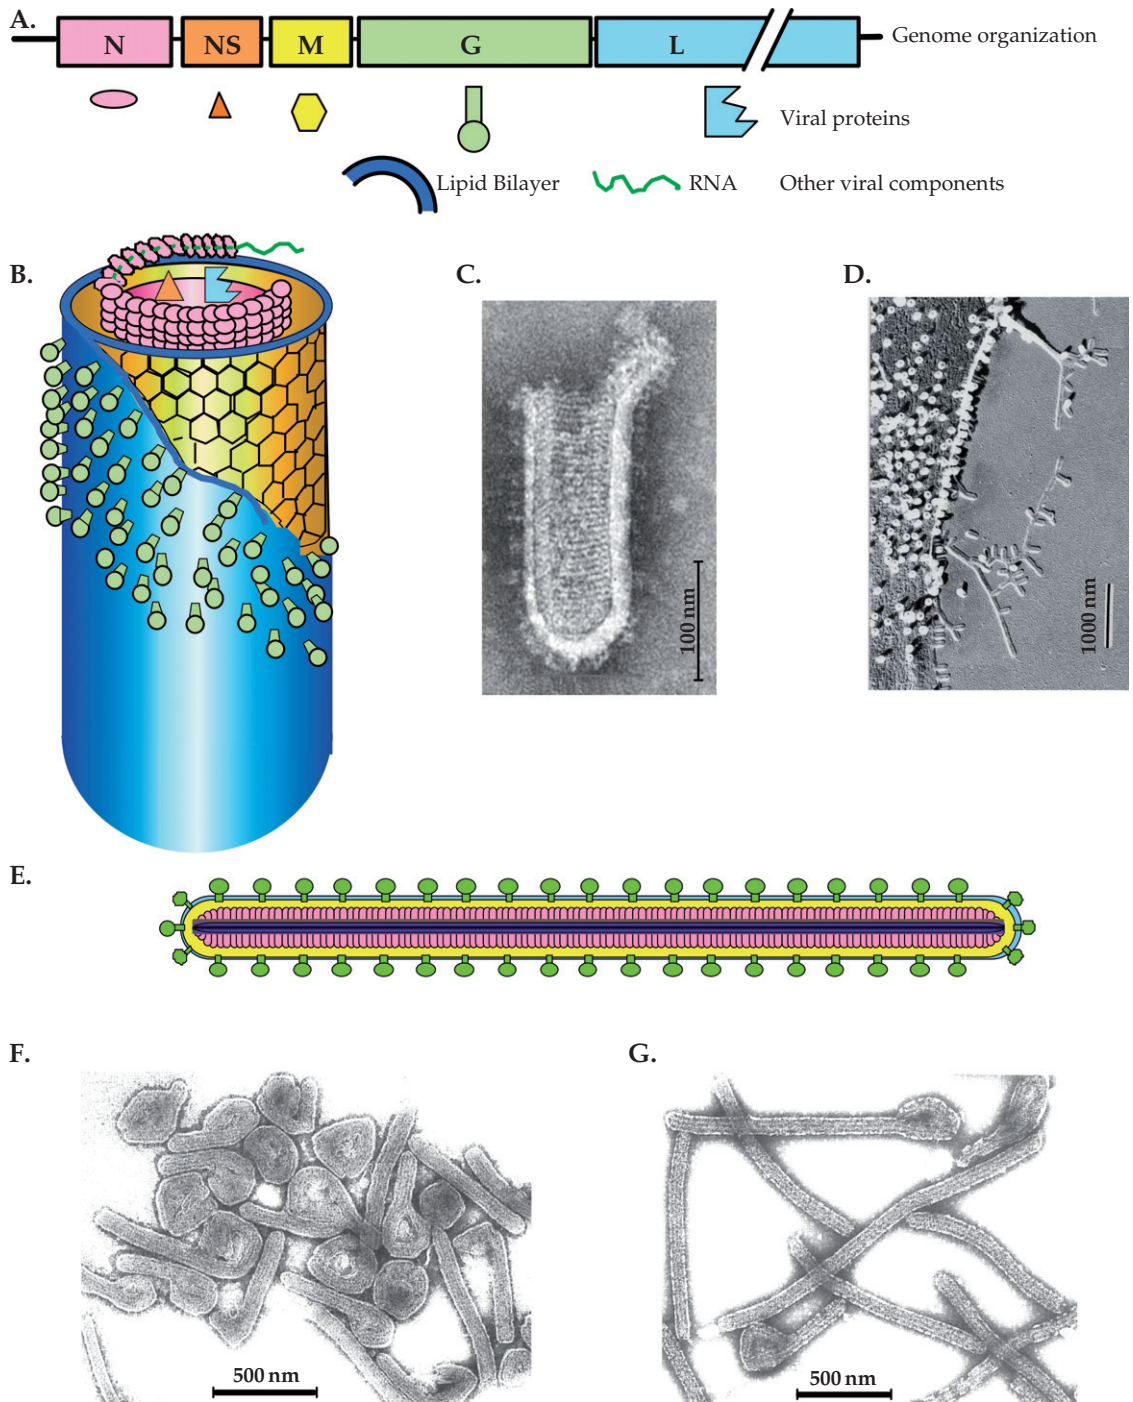 A.
N NS M G L Genome organization
Viral proteins
Lipid Bilayer RNA Other viral components
B.
C.
D.
100 nm
1000 nm
E.
F.
G.
500 nm
500 nm